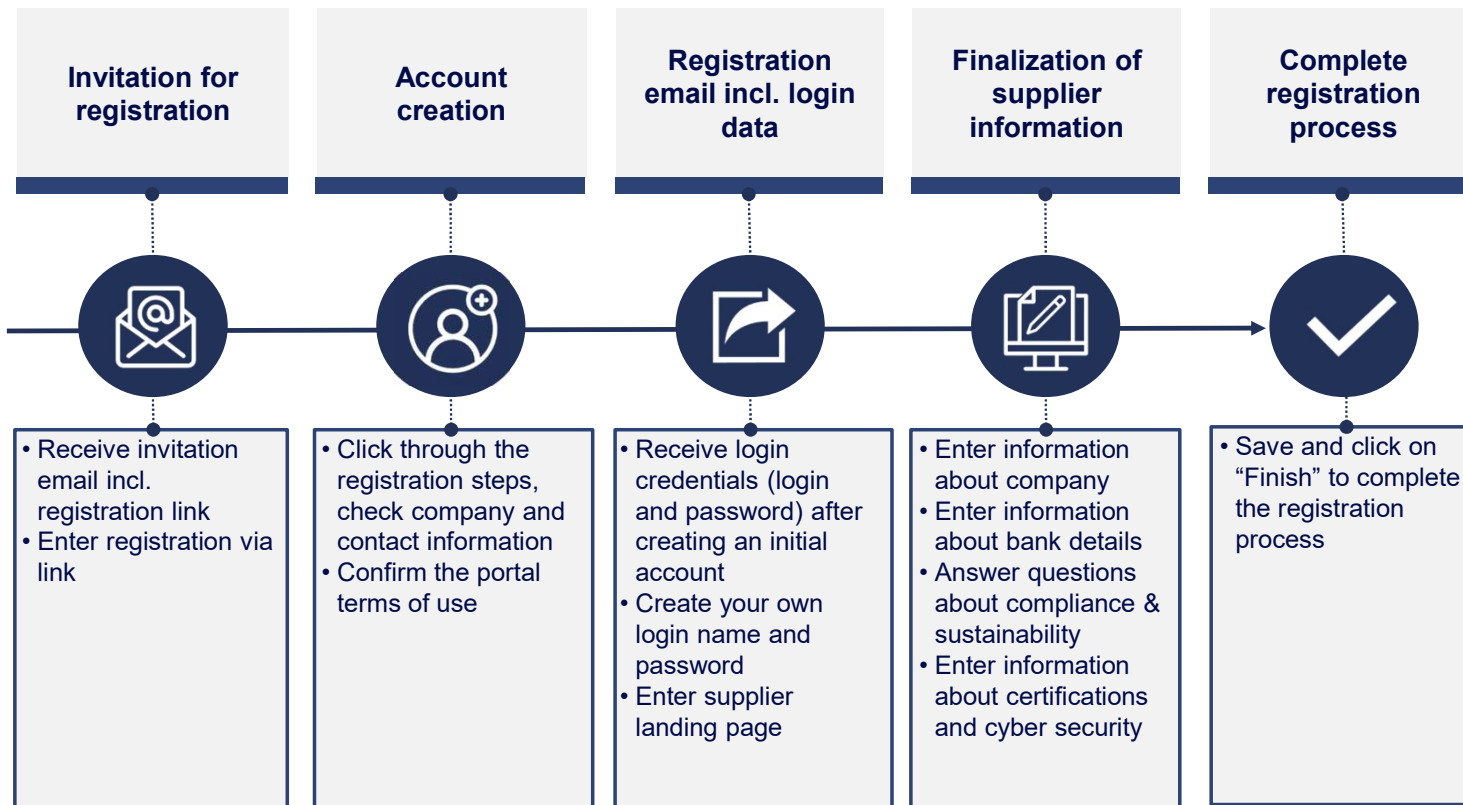 Invitation for
registration
Account
creation
Registration
email incl. login
data
Finalization of
supplier
information
Complete
registration
process
@
• Receive invitation
email incl.
registration link
• Enter registration via
link
• Click through the
registration steps,
check company and
contact information
• Confirm the portal
terms of use
• Receive login
credentials (login
and password) after
creating an initial
account
• Create your own
login name and
password
• Enter supplier
landing page
• Enter information
about company
• Enter information
about bank details
• Answer questions
about compliance &
sustainability
• Enter information
about certifications
and cyber security
• Save and click on
“Finish” to complete
the registration
process